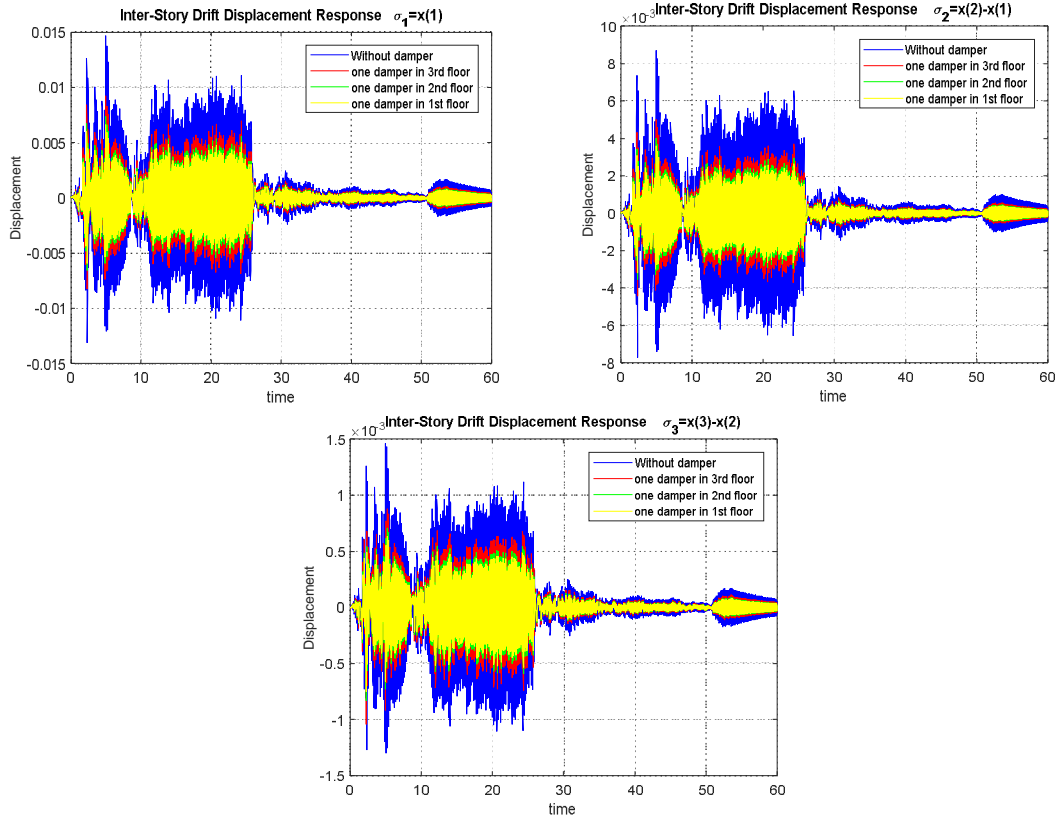 Inter-Story Drift Displacement Response σ₁=x(1)
0.015
0.01
0.005
0
-0.005
-0.01
-0.015
Displacement
Without damper
one damper in 3rd floor
one damper in 2nd floor
one damper in 1st floor
0 10 20 30 40 50 60
time
Inter-Story Drift Displacement Response σ₂=x(2)-x(1)
×10⁻³
10
8
6
4
2
0
-2
-4
-6
-8
Displacement
Without damper
one damper in 3rd floor
one damper in 2nd floor
one damper in 1st floor
0 10 20 30 40 50 60
time
Inter-Story Drift Displacement Response σ₃=x(3)-x(2)
×10⁻³
1.5
1
0.5
0
-0.5
-1
-1.5
Displacement
Without damper
one damper in 3rd floor
one damper in 2nd floor
one damper in 1st floor
0 10 20 30 40 50 60
time